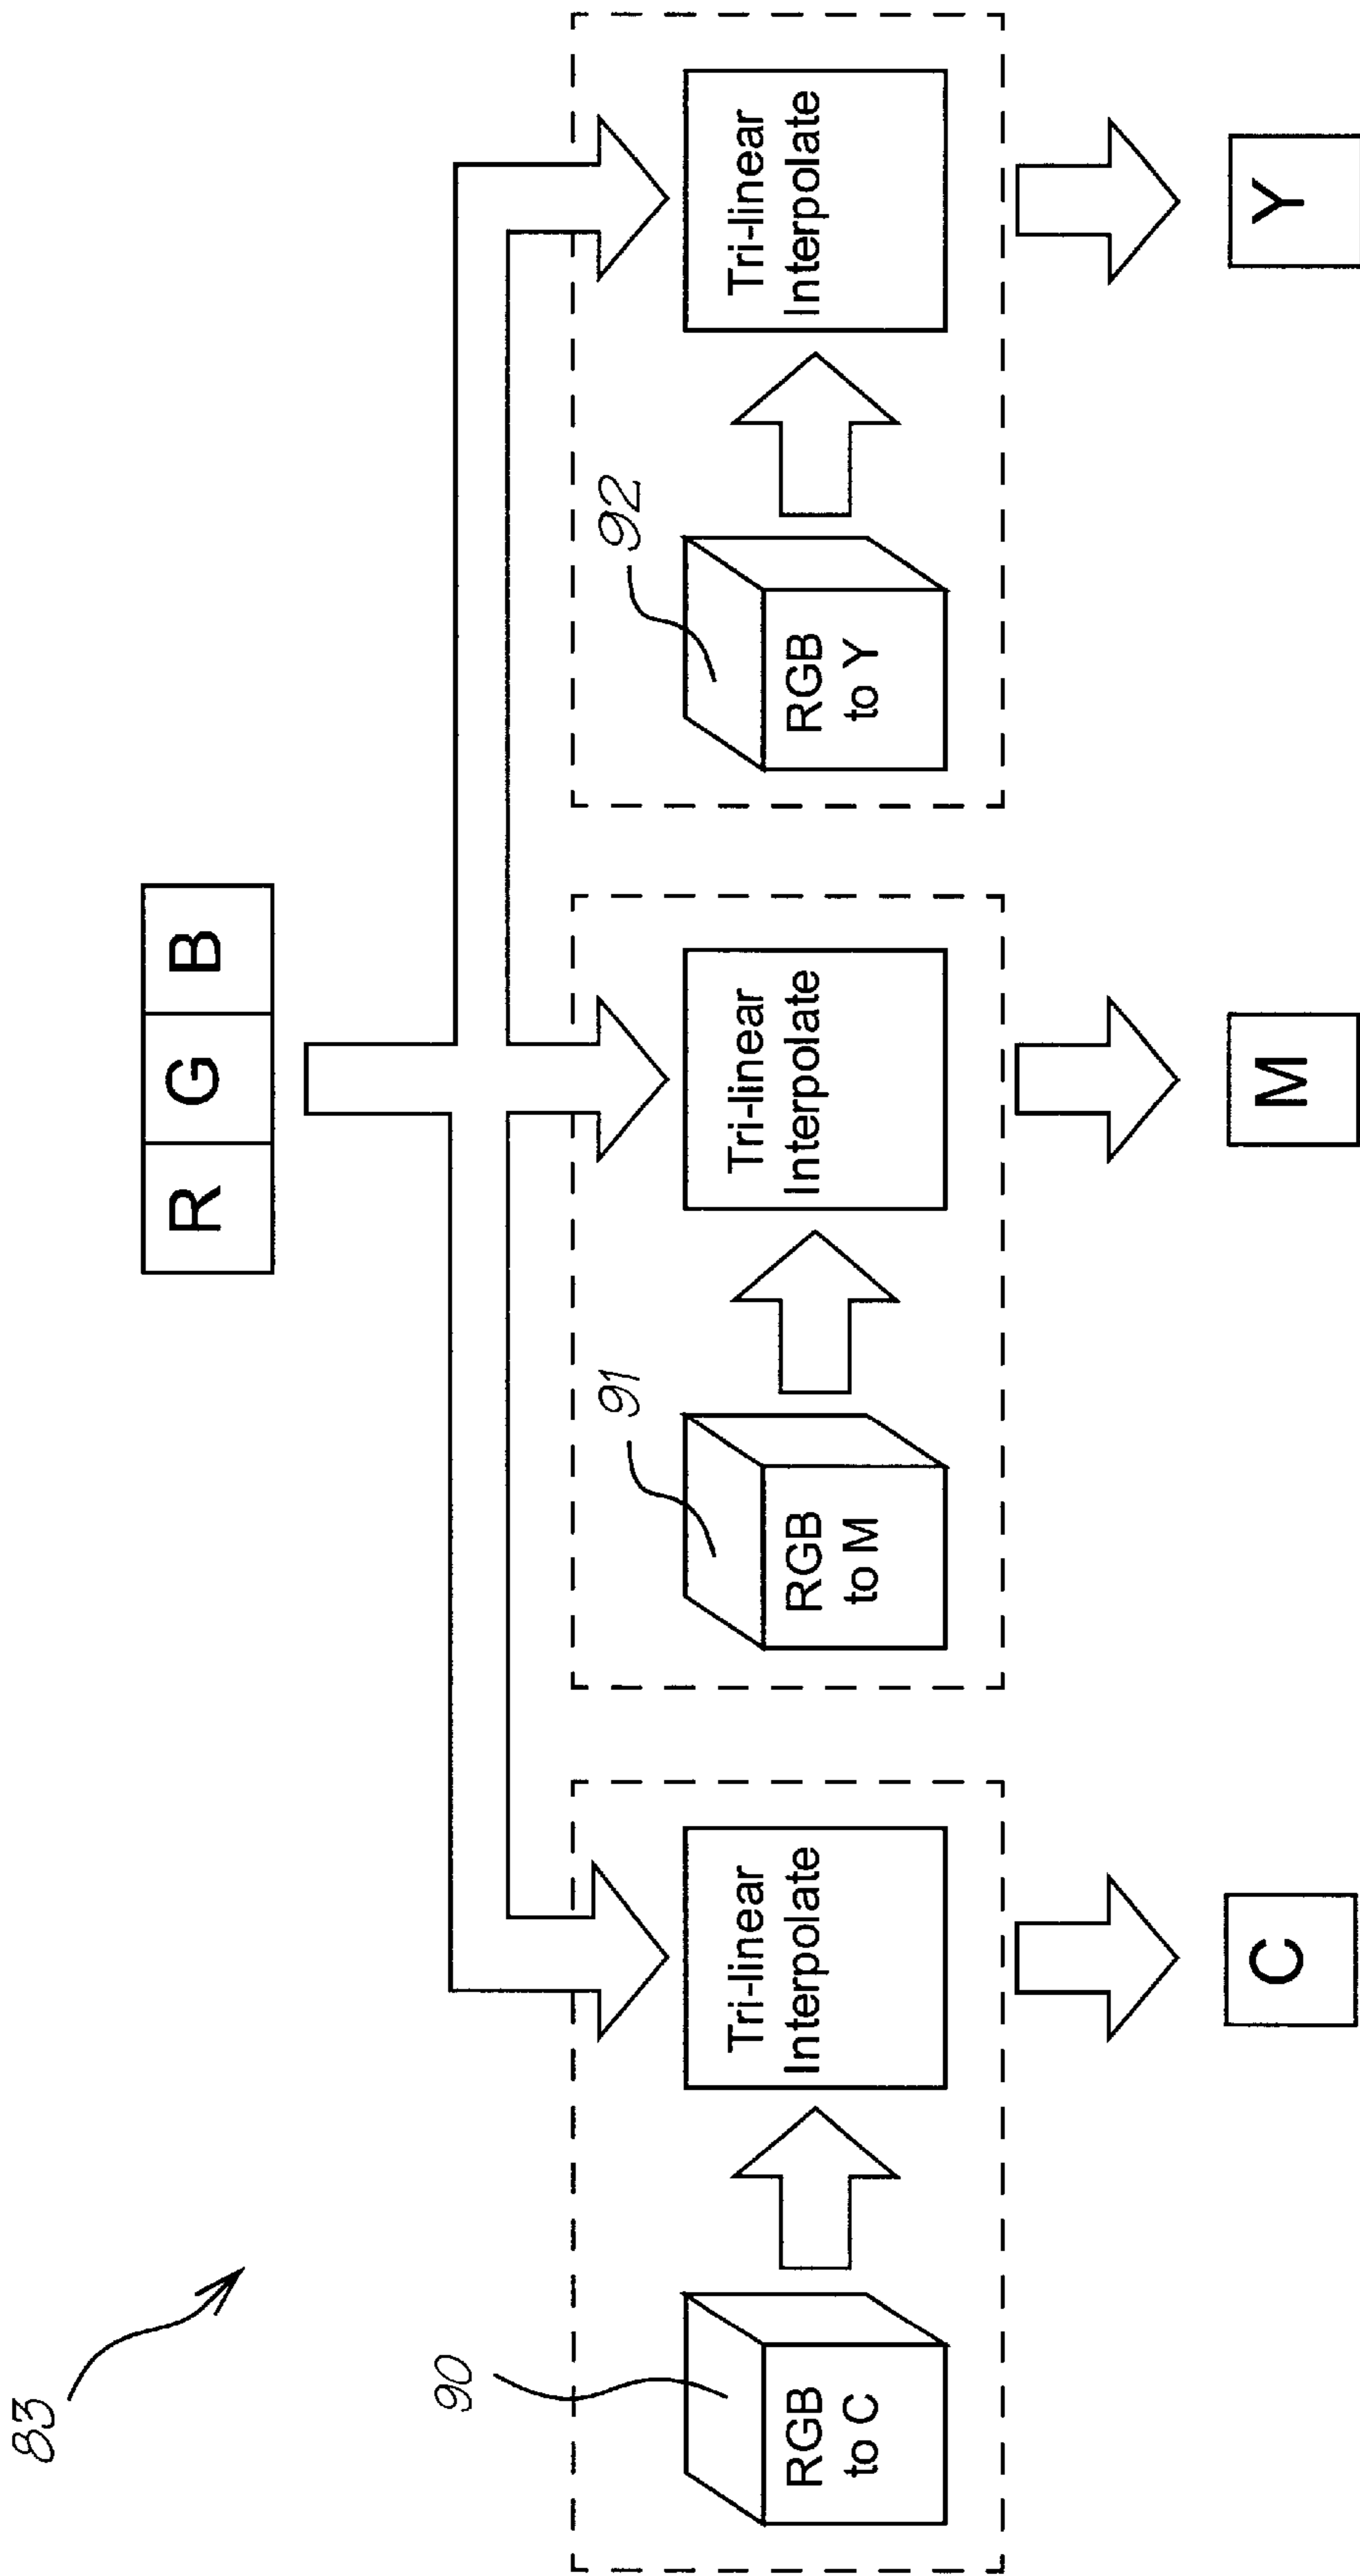 83
R G B
90
RGB
to C
Tri-linear
Interpolate
91
RGB
to M
Tri-linear
Interpolate
92
RGB
to Y
Tri-linear
Interpolate
C
M
Y